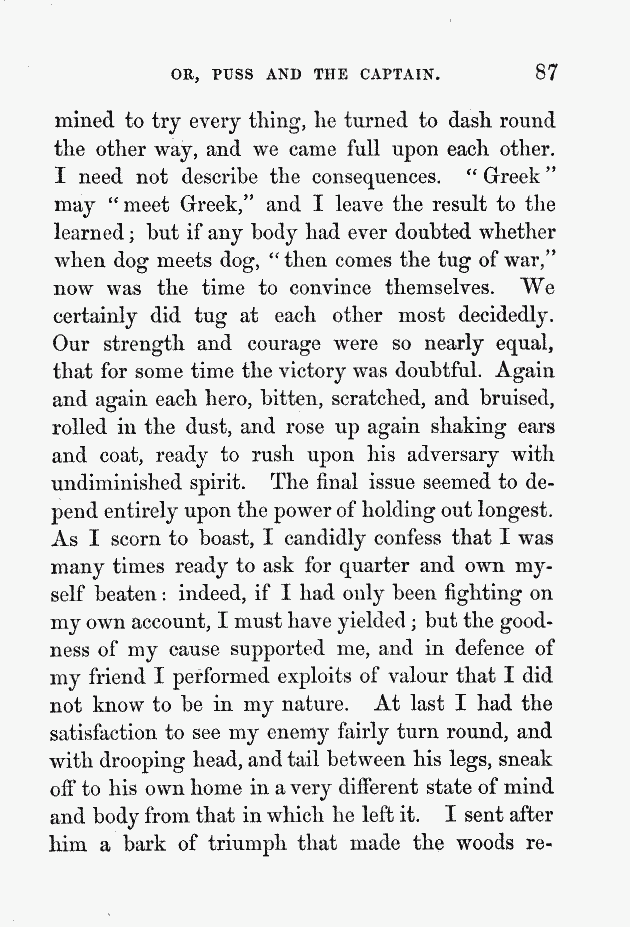 OR, PUSS AND THE CAPTAIN. 87
mined to try every thing, he turned to dash round
the other way, and we came full upon each other.
I need not describe the consequences. “Greek”
may “meet Greek,” and I leave the result to the
learned; but if any body had ever doubted whether
when dog meets dog, “then comes the tug of war,”
now was the time to convince themselves. We
certainly did tug at each other most decidedly.
Our strength and courage were so nearly equal,
that for some time the victory was doubtful. Again
and again each hero, bitten, scratched, and bruised,
rolled in the dust, and rose up again shaking ears
and coat, ready to rush upon his adversary with
undiminished spirit. The final issue seemed to de-
pend entirely upon the power of holding out longest.
As I scorn to boast, I candidly confess that I was
many times ready to ask for quarter and own my-
self beaten: indeed, if I had only been fighting on
my own account, I must have yielded; but the good-
ness of my cause supported me, and in defence of
my friend I performed exploits of valour that I did
not know to be in my nature. At last I had the
satisfaction to see my enemy fairly turn round, and
with drooping head, and tail between his legs, sneak
off to his own home in a very different state of mind
and body from that in which he left it. I sent after
him a bark of triumph that made the woods re-